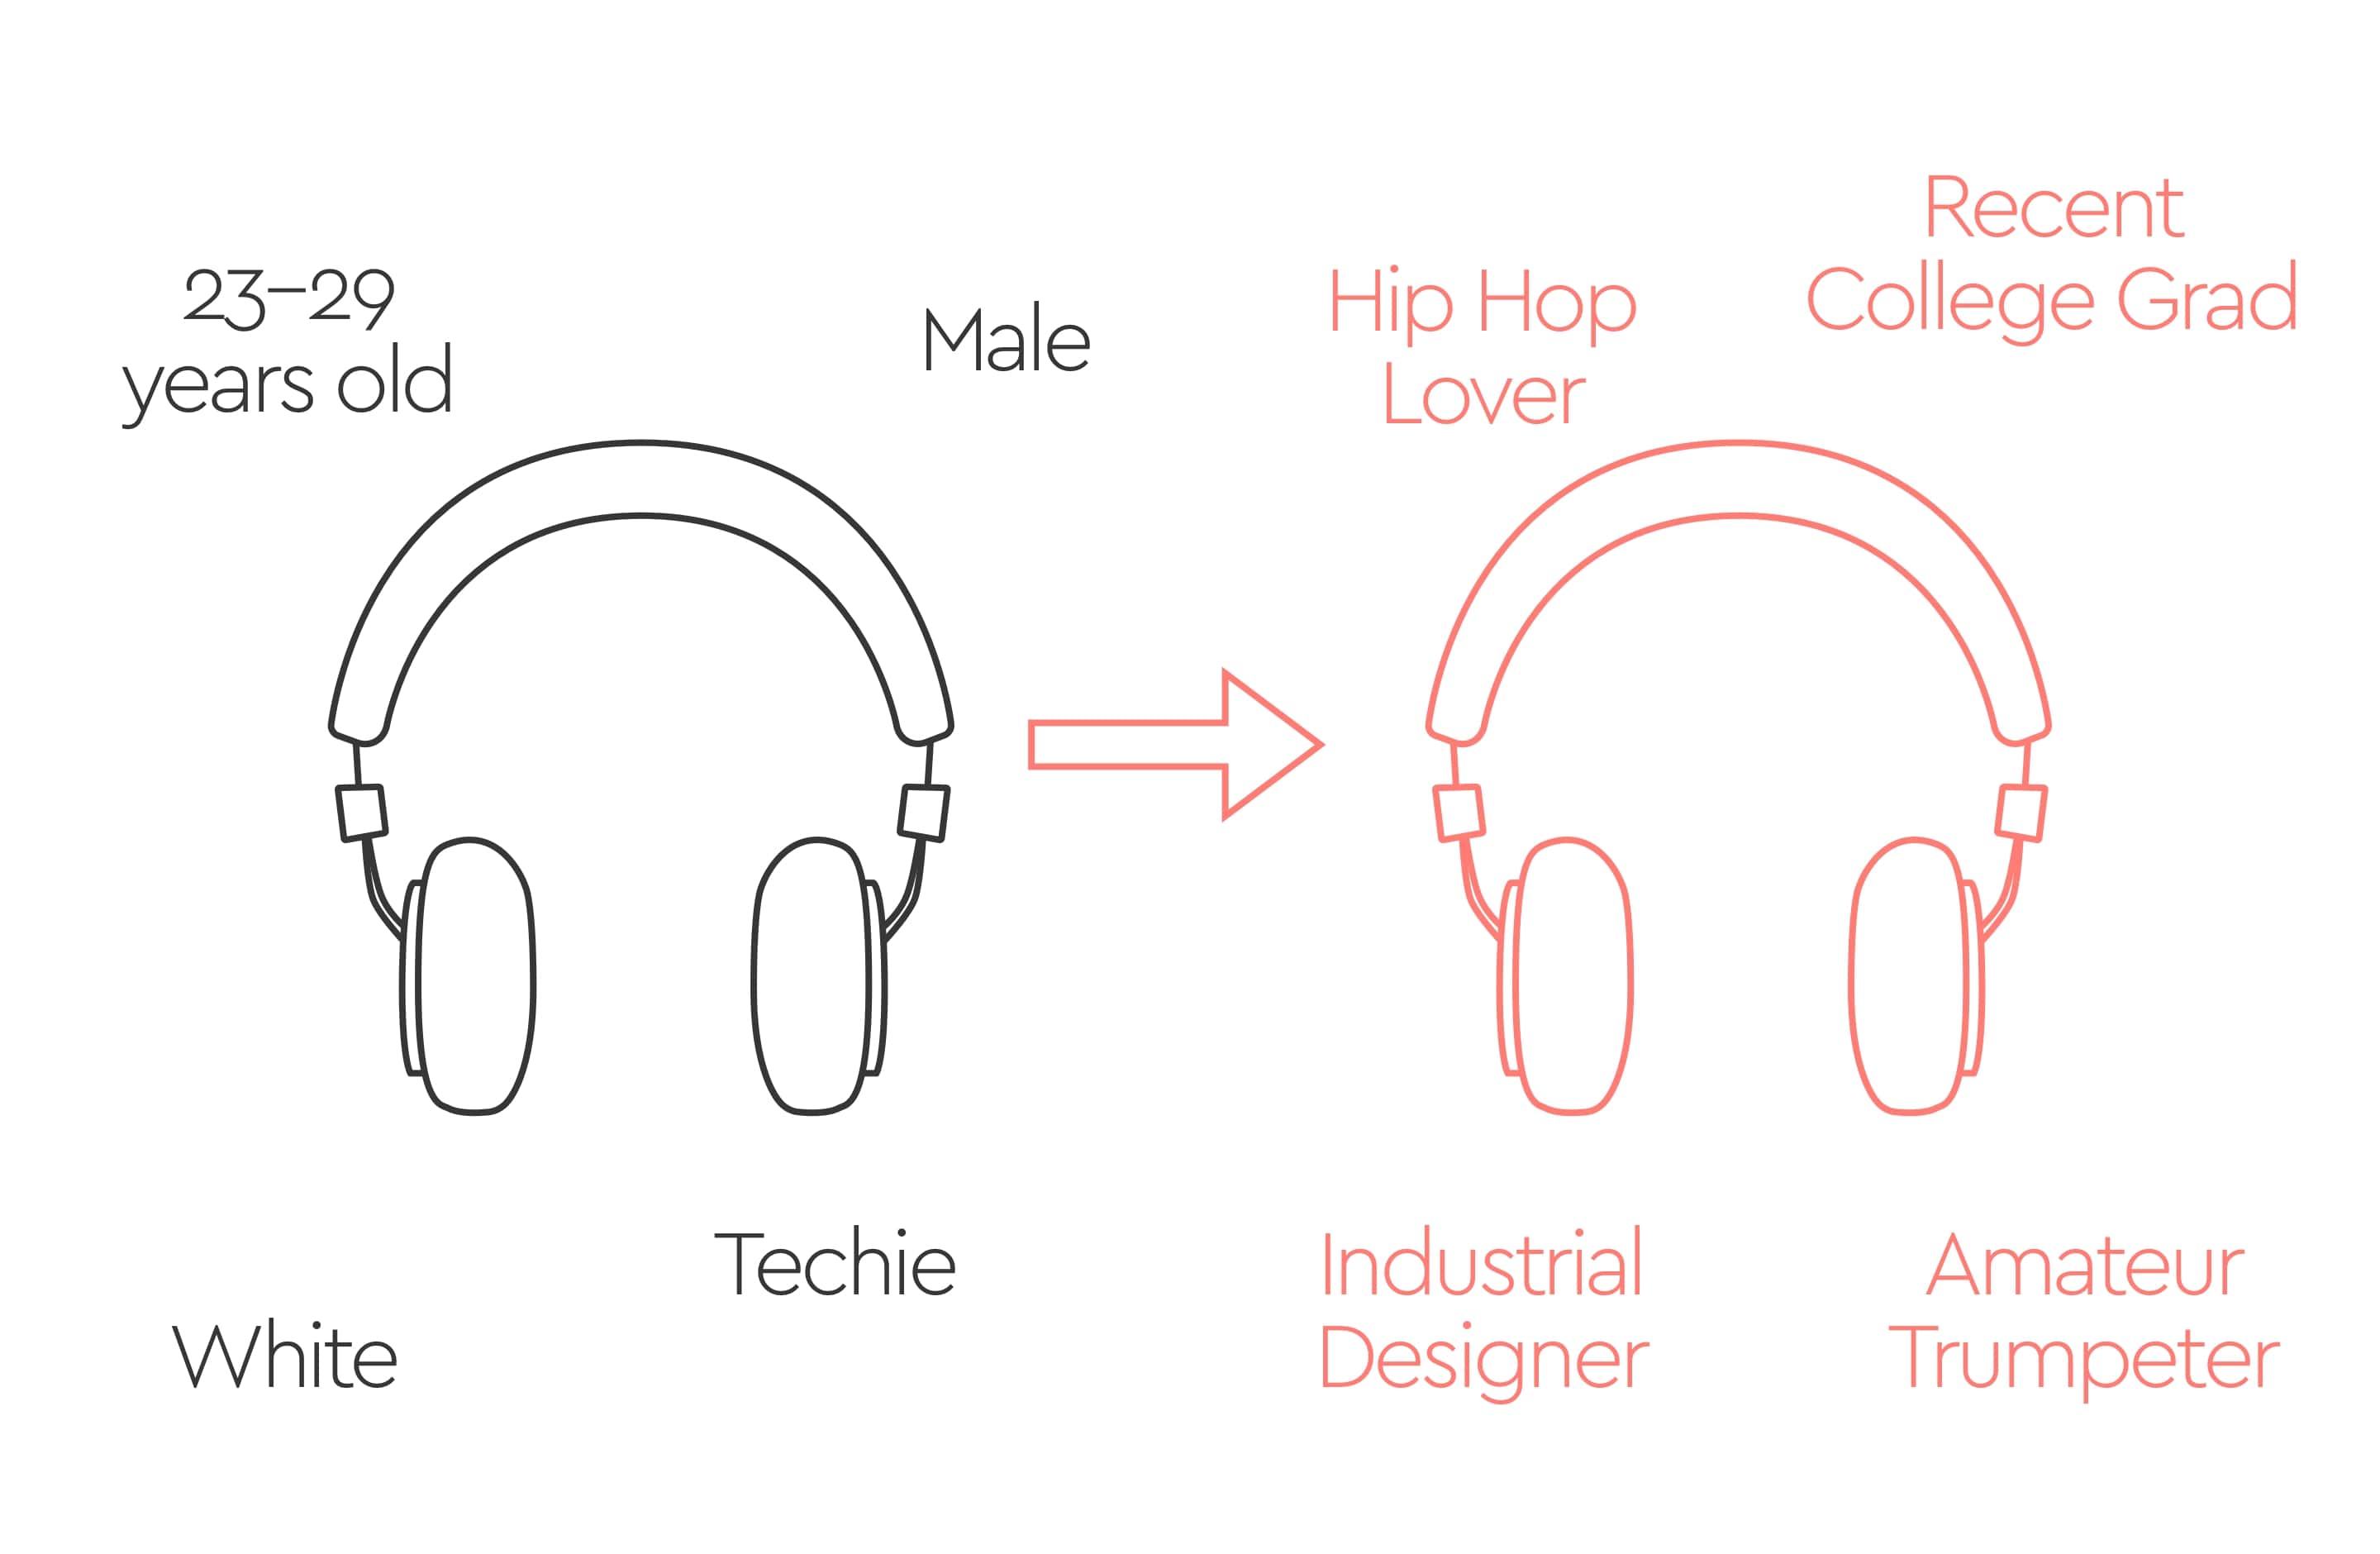 23–29
years old
Male
Hip Hop
Lover
Recent
College Grad
Techie
White
Industrial
Designer
Amateur
Trumpeter